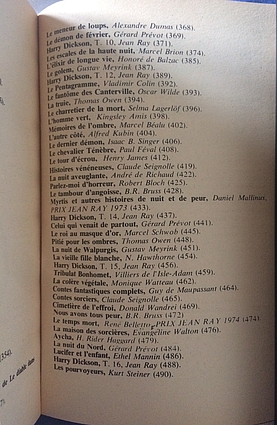 Le meneur de loups, Alexandre Dumas (368).
Le démon de février, Gérard Prévot (369).
Harry Dickson, T. 10, Jean Ray (371).
Les escales de la haute nuit, Marcel Brion (374).
L'élixir de longue vie, Honoré de Balzac (385).
Le golem, Gustav Meyrink (387).
Harry Dickson, T. 12, Jean Ray (389).
Le Pentagramme, Vladimir Colin (392).
Le fantôme des Canterville, Oscar Wilde (393).
La truie, Thomas Owen (394).
La charretier de la mort, Selma Lagerlöf (396).
L'homme vert, Kingsley Amis (398).
Mémoires de l'ombre, Marcel Béalu (402).
L'autre côté, Alfred Kubin (404).
Le dernier démon, Isaac B. Singer (406).
Le chevalier Ténèbre, Paul Féval (408).
Le tour d'écrou, Henry James (412).
Histoires vénéneuses, Claude Seignolle (419).
La nuit aveuglante, André de Richaud (422).
Parlez-moi d'horreur, Robert Bloch (425).
Le tambour d'angoisse, B.R. Bruss (428).
Myrtis et autres histoires de nuit et de peur, Daniel Mallinus,
PRIX JEAN RAY 1973 (433).
Harry Dickson, T. 14, Jean Ray (437).
Celui qui venait de partout, Gérard Prévot (441).
Le roi au masque d'or, Marcel Schwob (445).
Pitié pour les ombres, Thomas Owen (448).
La nuit de Walpurgis, Gustav Meyrink (451).
La vieille fille blanche, N. Hawthorne (454).
Harry Dickson, T. 15, Jean Ray (456).
Tribulat Bonhomet, Villiers de l'Isle-Adam (459).
La colère végétale, Monique Watteau (462).
Contes fantastiques complets, Guy de Maupassant (464).
Contes sorciers, Claude Seignolle (465).
Cimetière de l'effroi, Donald Wandrei (469).
Nous avons tous peur, B.R. Bruss (472).
Le temps mort, René Belletto, PRIX JEAN RAY 1974 (474).
La maison des sorcières, Evangeline Walton (476).
Ayesha, H. Rider Haggard (479).
La nuit du Nord, Gérard Prévot (484).
Lucifer et l'enfant, Ethel Mannin (486).
Harry Dickson, T. 16, Jean Ray (488).
Les pourvoyeurs, Kurt Steiner (490).
(354).